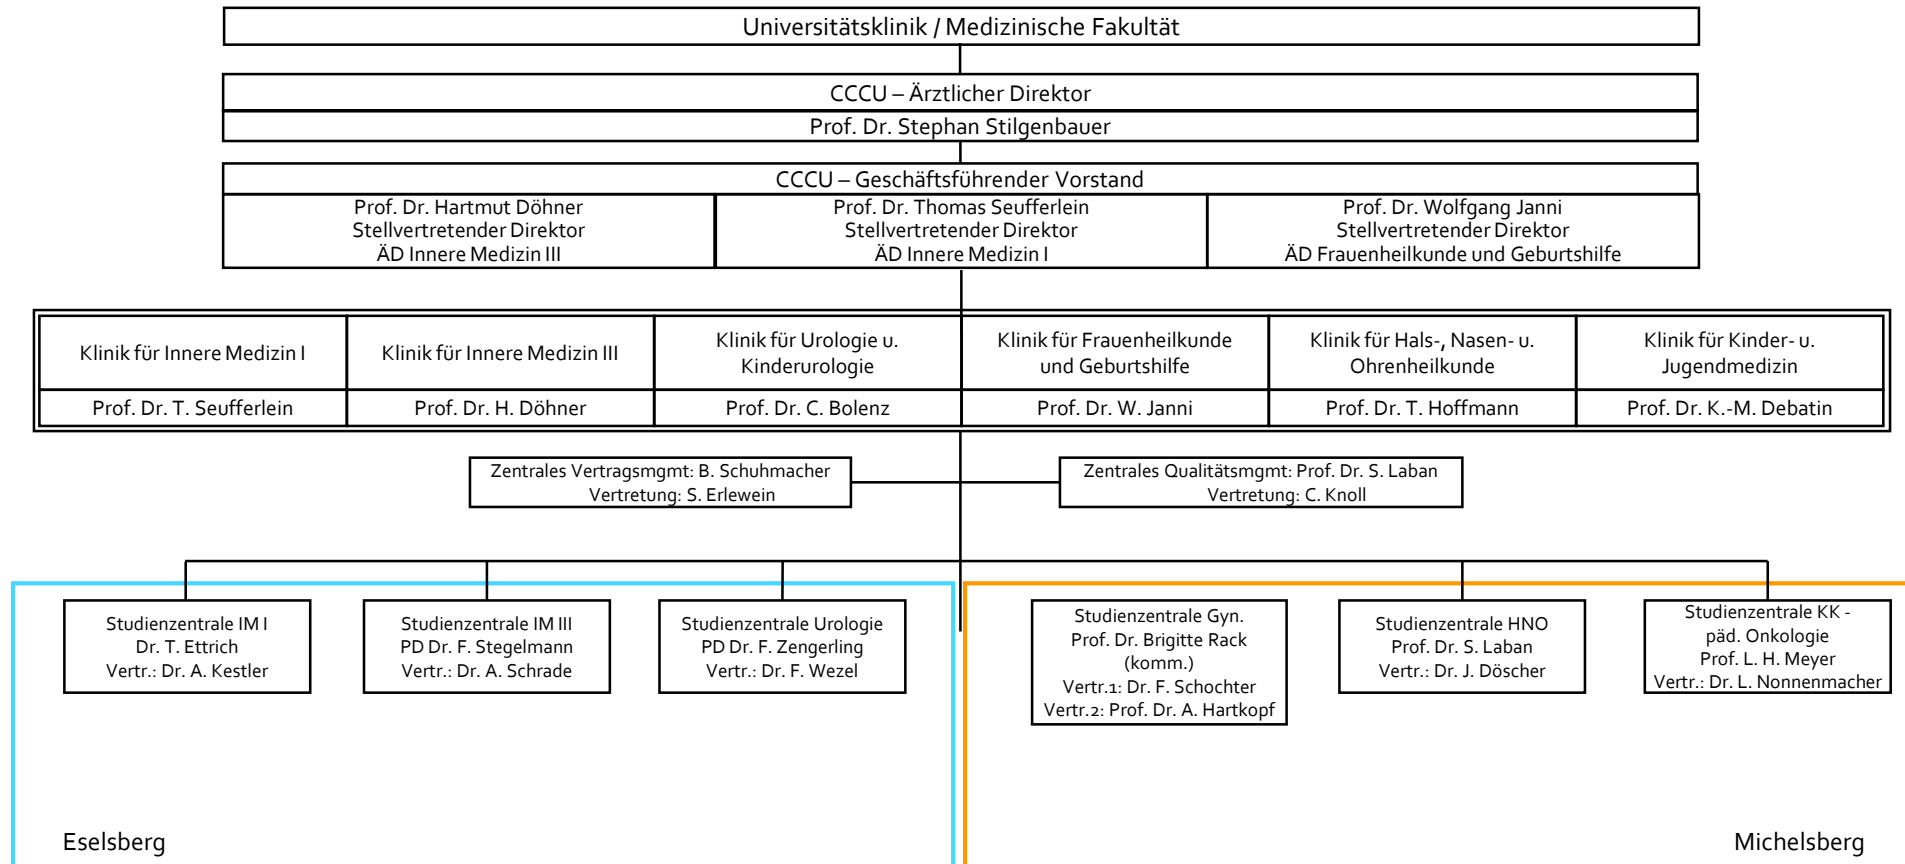 Universitätsklinik / Medizinische Fakultät
CCCU – Ärztlicher Direktor
Prof. Dr. Stephan Stilgenbauer
CCCU – Geschäftsführender Vorstand
Prof. Dr. Hartmut Döhner
Stellvertretender Direktor
ÄD Innere Medizin III
Prof. Dr. Thomas Seufferlein
Stellvertretender Direktor
ÄD Innere Medizin I
Prof. Dr. Wolfgang Janni
Stellvertretender Direktor
ÄD Frauenheilkunde und Geburtshilfe
Klinik für Innere Medizin I
Prof. Dr. T. Seufferlein
Klinik für Innere Medizin III
Prof. Dr. H. Döhner
Klinik für Urologie u.
Kinderurologie
Prof. Dr. C. Bolenz
Klinik für Frauenheilkunde
und Geburtshilfe
Prof. Dr. W. Janni
Klinik für Hals-, Nasen- u.
Ohrenheilkunde
Prof. Dr. T. Hoffmann
Klinik für Kinder- u.
Jugendmedizin
Prof. Dr. K.-M. Debatin
Zentrales Vertragsmgmt: B. Schuhmacher
Vertretung: S. Erlewein
Zentrales Qualitätsmgmt: Prof. Dr. S. Laban
Vertretung: C. Knoll
Studienzentrale IM I
Dr. T. Ettrich
Vertr.: Dr. A. Kestler
Studienzentrale IM III
PD Dr. F. Stegelmann
Vertr.: Dr. A. Schrade
Studienzentrale Urologie
PD Dr. F. Zengerling
Vertr.: Dr. F. Wezel
Studienzentrale Gyn.
Prof. Dr. Brigitte Rack
(komm.)
Vertr.1: Dr. F. Schochter
Vertr.2: Prof. Dr. A. Hartkopf
Studienzentrale HNO
Prof. Dr. S. Laban
Vertr.: Dr. J. Döscher
Studienzentrale KK -
päd. Onkologie
Prof. L. H. Meyer
Vertr.: Dr. L. Nonnenmacher
Eselsberg
Michelsberg